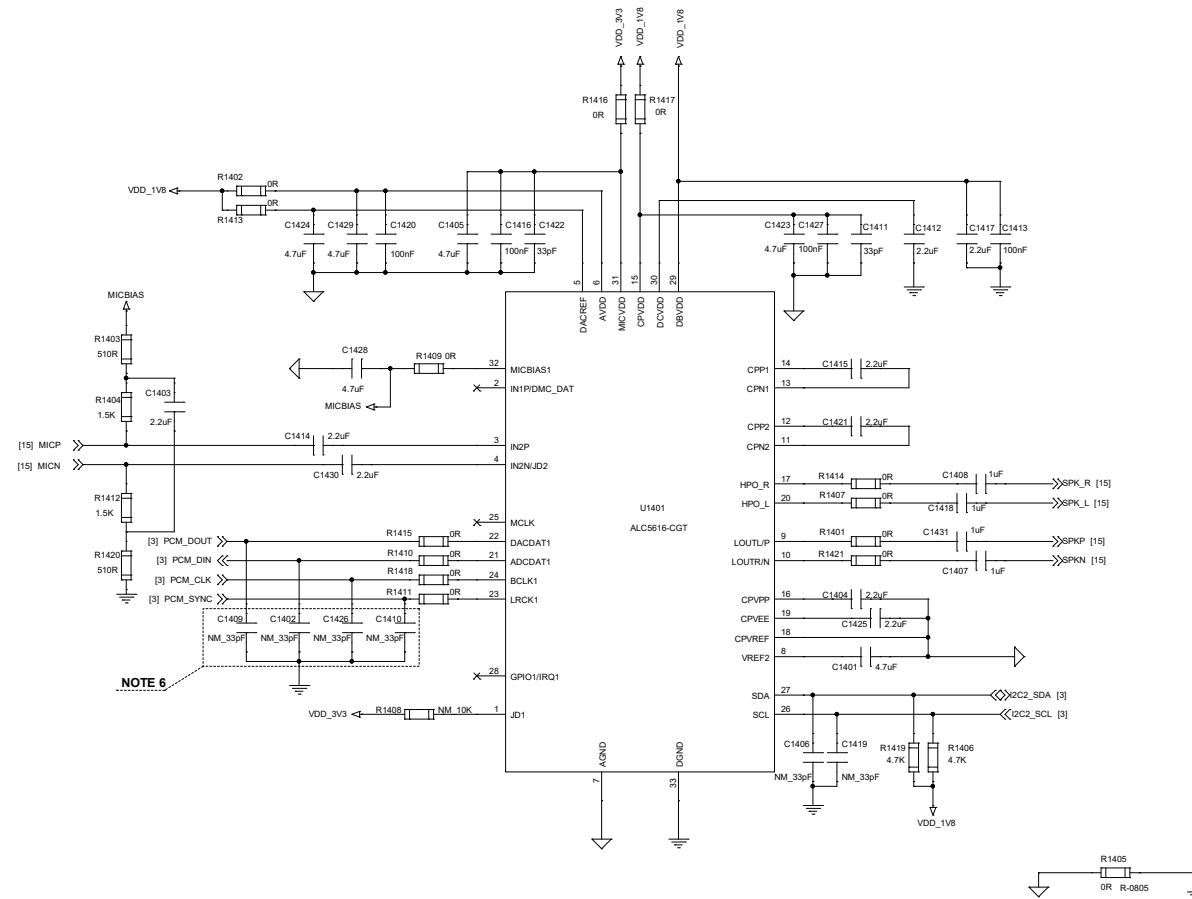 VDD_3V3
VDD_1V8
VDD_1V8
R1416
0R
R1417
0R
R1402
0R
VDD_1V8
R1413
0R
C1424
4.7uF
C1429
4.7uF
C1420
100nF
C1405
4.7uF
C1416
100nF
C1422
33pF
C1423
4.7uF
C1427
100nF
C1411
33pF
C1412
2.2uF
C1417
2.2uF
C1413
100nF
5
6
31
15
30
29
DACREF
AVDD
MICVDD
CPVDD
DCVDD
DBVDD
MICBIAS
R1403
510R
R1404
1.5K
C1403
2.2uF
C1428
4.7uF
R1409 0R
MICBIAS
32
MICBIAS1
2
IN1P/DMC_DAT
[15] MICP
C1414
2.2uF
3
IN2P
[15] MICN
C1430
2.2uF
4
IN2N/JD2
R1412
1.5K
R1420
510R
25
MCLK
[3] PCM_DOUT
R1415
0R
22
DACDAT1
[3] PCM_DIN
R1410
0R
21
ADCDAT1
[3] PCM_CLK
R1418
0R
24
BCLK1
[3] PCM_SYNC
R1411
0R
23
LRCK1
C1409
NM_33pF
C1402
NM_33pF
C1426
NM_33pF
C1410
NM_33pF
NOTE 6
28
GPIO1/IRQ1
VDD_3V3
R1408
NM_10K
1
JD1
U1401
ALC5616-CGT
AGND
7
DGND
33
CPP1
14
C1415
2.2uF
CPN1
13
CPP2
12
C1421
2.2uF
CPN2
11
HPO_R
17
R1414
0R
C1408
1uF
SPK_R [15]
HPO_L
20
R1407
0R
C1418
1uF
SPK_L [15]
LOUTL/P
9
R1401
0R
C1431
1uF
SPKP [15]
LOUTR/N
10
R1421
0R
C1407
1uF
SPKN [15]
CPVPP
16
C1404
2.2uF
CPVEE
19
C1425
2.2uF
CPVREF
18
VREF2
8
C1401
4.7uF
SDA
27
I2C2_SDA [3]
SCL
26
I2C2_SCL [3]
C1406
NM_33pF
C1419
NM_33pF
R1419
4.7K
R1406
4.7K
VDD_1V8
R1405
0R R-0805